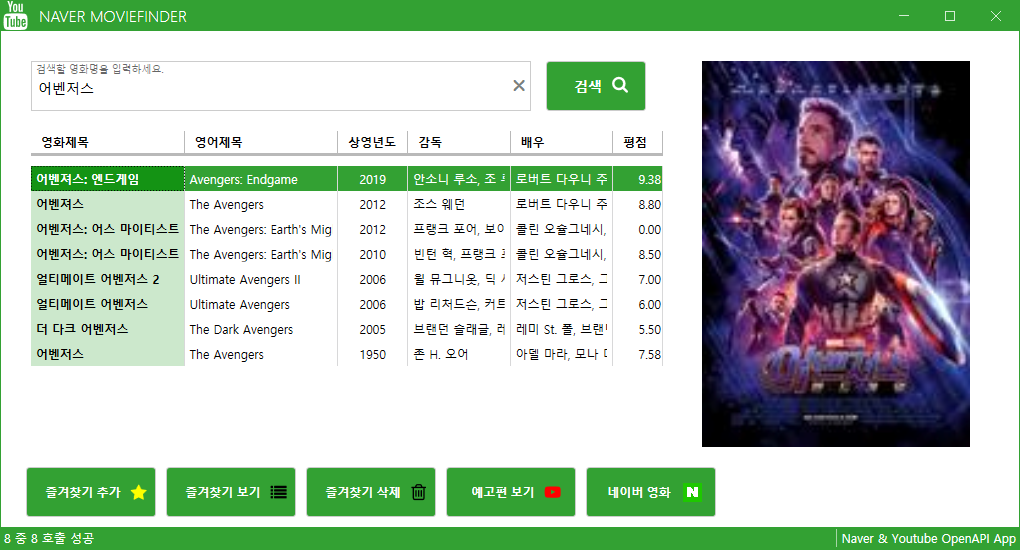 You
Tube
NAVER MOVIEFINDER
검색할 영화명을 입력하세요.
어벤저스
검색
영화제목 영어제목 상영년도 감독 배우 평점
어벤저스: 엔드게임 Avengers: Endgame 2019 안소니 루소, 조 로버트 다우니 주 9.38
어벤저스 The Avengers 2012 조스 웨던 로버트 다우니 주 8.80
어벤저스: 어스 마이티스트 The Avengers: Earth's Mig 2012 프랭크 포어, 보이 콜린 오슬그네시, 0.00
어벤저스: 어스 마이티스트 The Avengers: Earth's Mig 2010 빈턴 혁, 프랭크 콜린 오슬그네시, 8.50
얼티메이트 어벤저스 2 Ultimate Avengers II 2006 윌 뮤그니옷, 딕 저스틴 그로스, 그 7.00
얼티메이트 어벤저스 Ultimate Avengers 2006 밥 리처드슨, 커트 저스틴 그로스, 그 6.00
더 다크 어벤저스 The Dark Avengers 2005 브랜던 슬래글, 레 레미 St. 폴, 브랜 5.50
어벤저스 The Avengers 1950 존 H. 오어 아델 마라, 모나 7.58
어벤져스
즐겨찾기 추가 즐겨찾기 보기 즐겨찾기 삭제 예고편 보기 네이버 영화 N
8 중 8 호출 성공 Naver & Youtube OpenAPI App